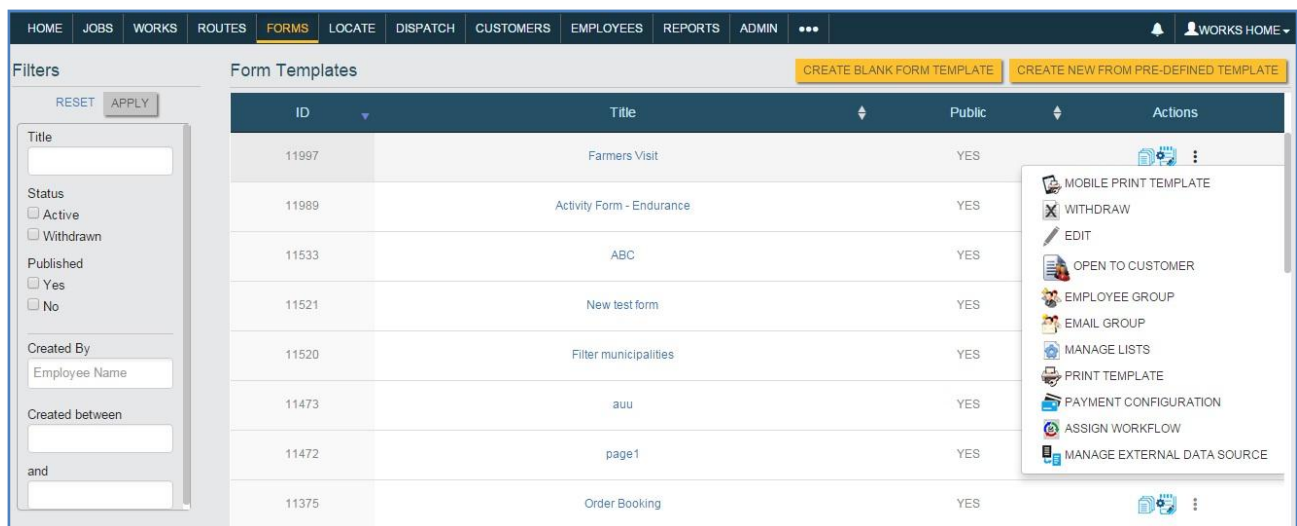 HOME JOBS WORKS ROUTES FORMS LOCATE DISPATCH CUSTOMERS EMPLOYEES REPORTS ADMIN ••• WORKS HOME
Filters
RESET APPLY
Title
Status
Active
Withdrawn
Published
Yes
No
Created By
Employee Name
Created between
and
Form Templates CREATE BLANK FORM TEMPLATE CREATE NEW FROM PRE-DEFINED TEMPLATE
ID Title Public Actions
11997 Farmers Visit YES
11989 Activity Form - Endurance YES
11533 ABC YES
11521 New test form YES
11520 Filter municipalities YES
11473 auu YES
11472 page1 YES
11375 Order Booking YES
MOBILE PRINT TEMPLATE
WITHDRAW
EDIT
OPEN TO CUSTOMER
EMPLOYEE GROUP
EMAIL GROUP
MANAGE LISTS
PRINT TEMPLATE
PAYMENT CONFIGURATION
ASSIGN WORKFLOW
MANAGE EXTERNAL DATA SOURCE